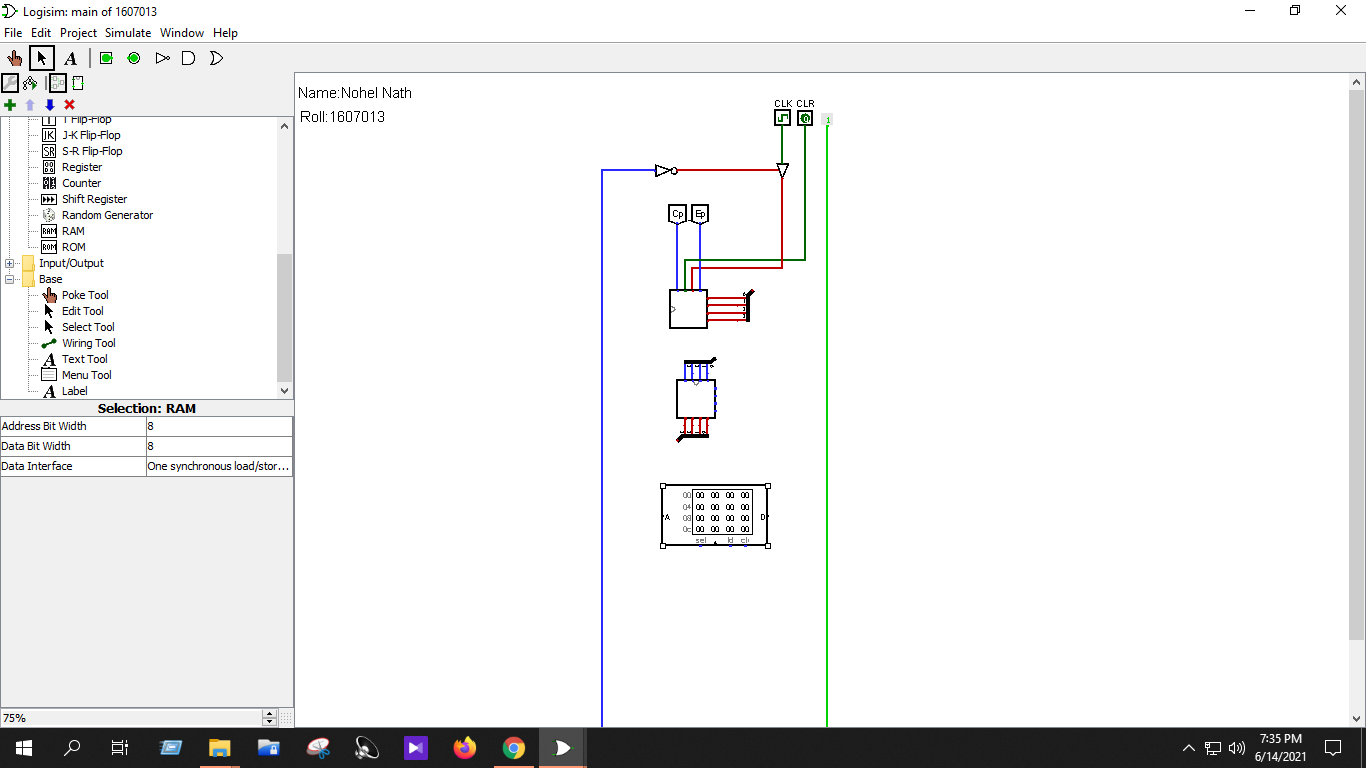 Logisim: main of 1607013
File Edit Project Simulate Window Help
A
T Flip-Flop
JK J-K Flip-Flop
SR S-R Flip-Flop
Register
Counter
Shift Register
Random Generator
RAM RAM
ROM ROM
Input/Output
Base
Poke Tool
Edit Tool
Select Tool
Wiring Tool
A Text Tool
Menu Tool
A Label
Selection: RAM
Address Bit Width 8
Data Bit Width 8
Data Interface One synchronous load/stor...
75%
Name:Nohel Nath
Roll:1607013
CLK CLR
0 1
Cp Ep
00 00 00 00 00
04 00 00 00 00
A 08 00 00 00 00 D
0c 00 00 00 00
sel ld clr
7:35 PM
6/14/2021